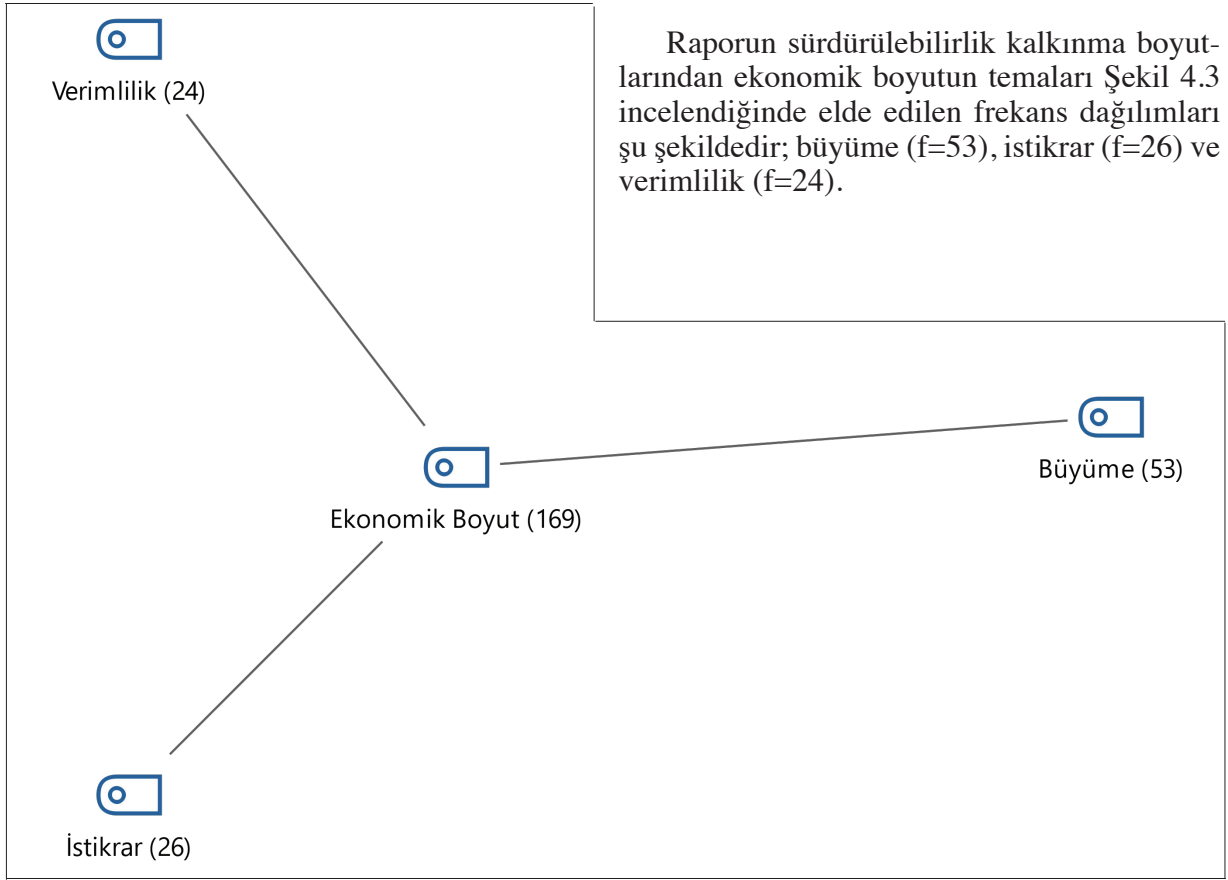 Verimlilik (24)
Raporun sürdürülebilirlik kalkınma boyut-
larından ekonomik boyutun temaları Şekil 4.3
incelendiğinde elde edilen frekans dağılımları
şu şekildedir; büyüme (f=53), istikrar (f=26) ve
verimlilik (f=24).
Büyüme (53)
Ekonomik Boyut (169)
İstikrar (26)